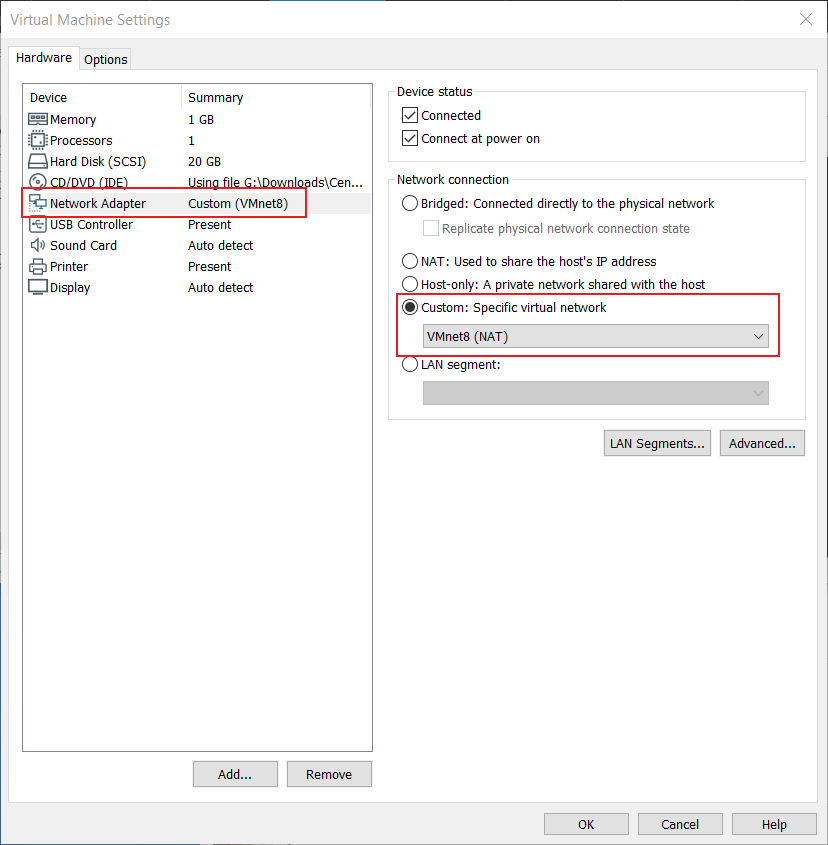 Virtual Machine Settings
Hardware
Options
Device Summary
Memory 1 GB
Processors 1
Hard Disk (SCSI) 20 GB
CD/DVD (IDE) Using file G:\Downloads\Cen...
Network Adapter Custom (VMnet8)
USB Controller Present
Sound Card Auto detect
Printer Present
Display Auto detect
Add...
Remove
Device status
Connected
Connect at power on
Network connection
Bridged: Connected directly to the physical network
Replicate physical network connection state
NAT: Used to share the host's IP address
Host-only: A private network shared with the host
Custom: Specific virtual network
VMnet8 (NAT)
LAN segment:
LAN Segments...
Advanced...
OK
Cancel
Help